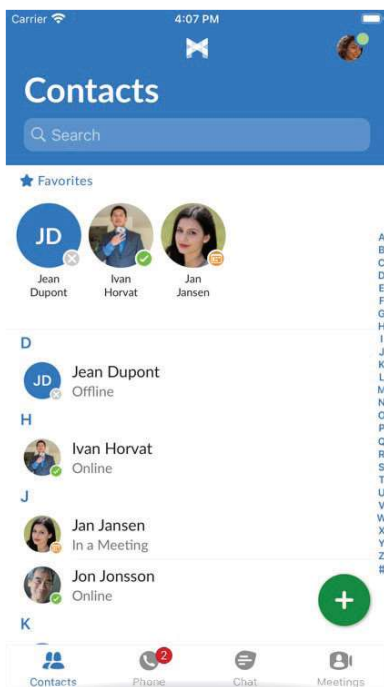 Carrier 4:07 PM
Contacts
Search
Favorites
JD
Jean Dupont
Ivan Horvat
Jan Jansen
A
B
C
D
E
F
G
H
I
J
K
L
M
N
O
P
Q
R
S
T
U
V
W
X
Y
Z
#
D
JD
Jean Dupont
Offline
H
Ivan Horvat
Online
J
Jan Jansen
In a Meeting
Jon Jonsson
Online
K
+
2
Contacts Phone Chat Meetings